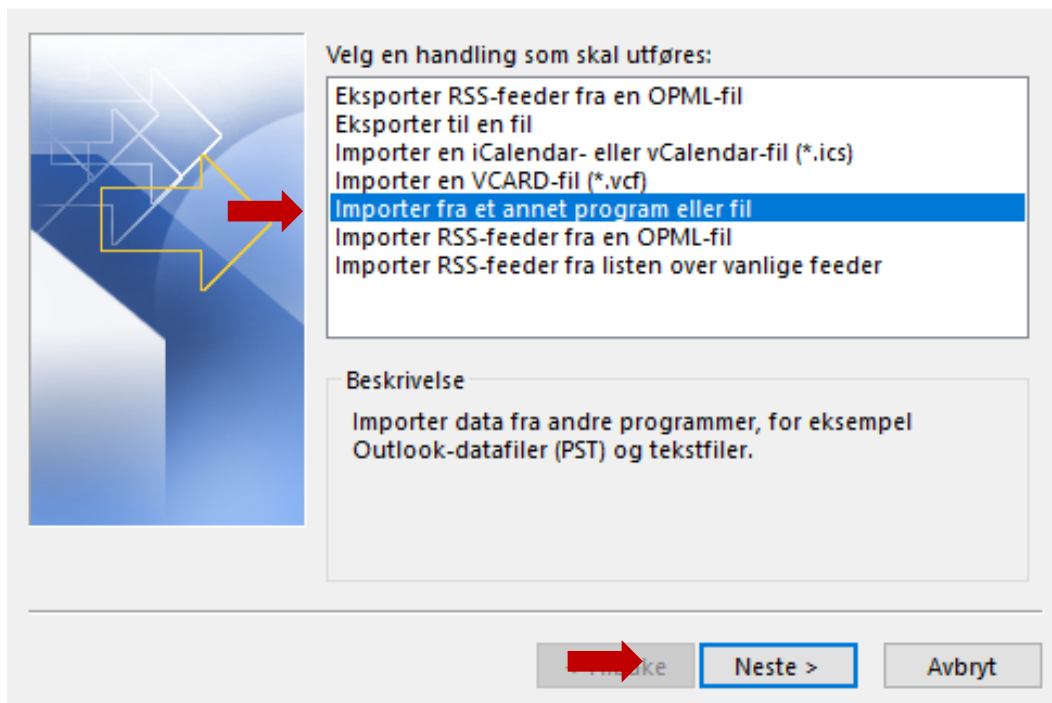 Velg en handling som skal utføres:
Eksporter RSS-feeder fra en OPML-fil
Eksporter til en fil
Importer en iCalendar- eller vCalendar-fil (*.ics)
Importer en VCARD-fil (*.vcf)
Importer fra et annet program eller fil
Importer RSS-feeder fra en OPML-fil
Importer RSS-feeder fra listen over vanlige feeder
Beskrivelse
Importer data fra andre programmer, for eksempel
Outlook-datafiler (PST) og tekstfiler.
Neste >
Avbryt